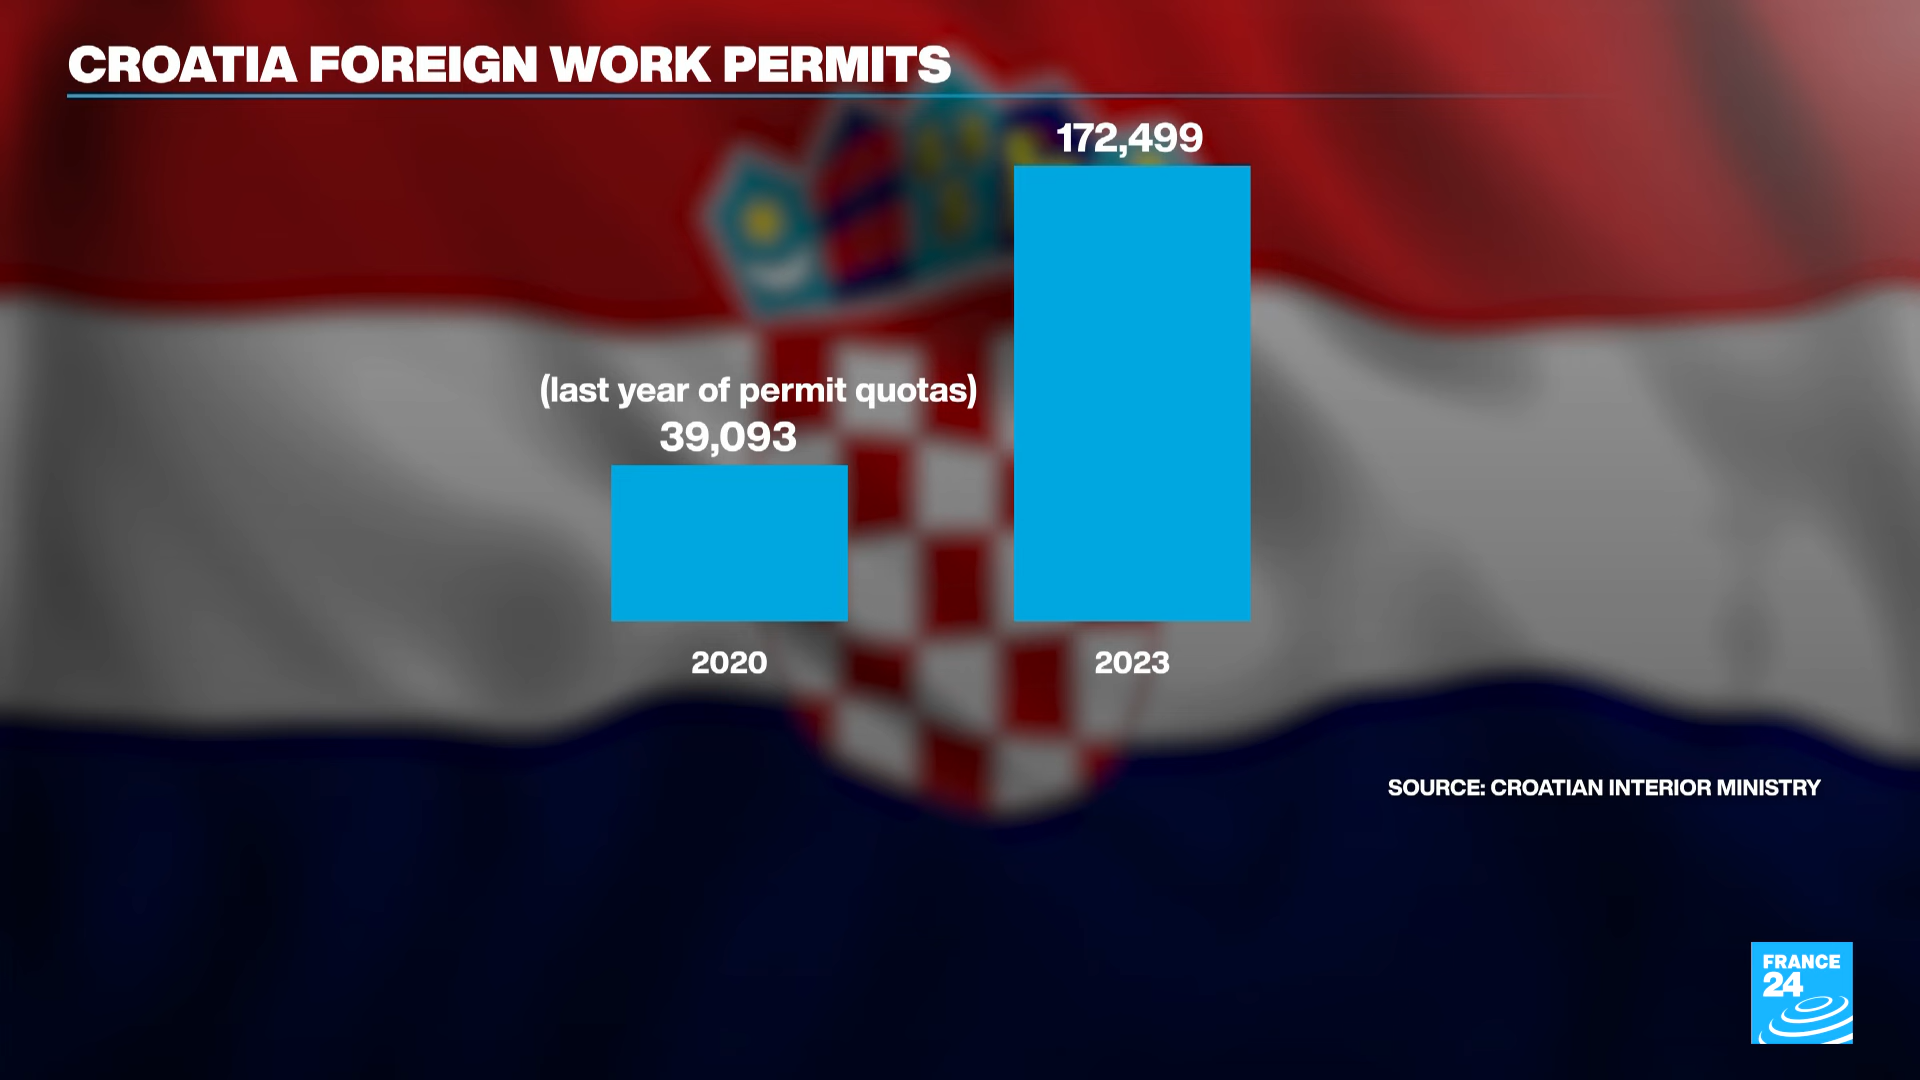 CROATIA FOREIGN WORK PERMITS
172,499
(last year of permit quotas)
39,093
2020
2023
SOURCE: CROATIAN INTERIOR MINISTRY
FRANCE
24